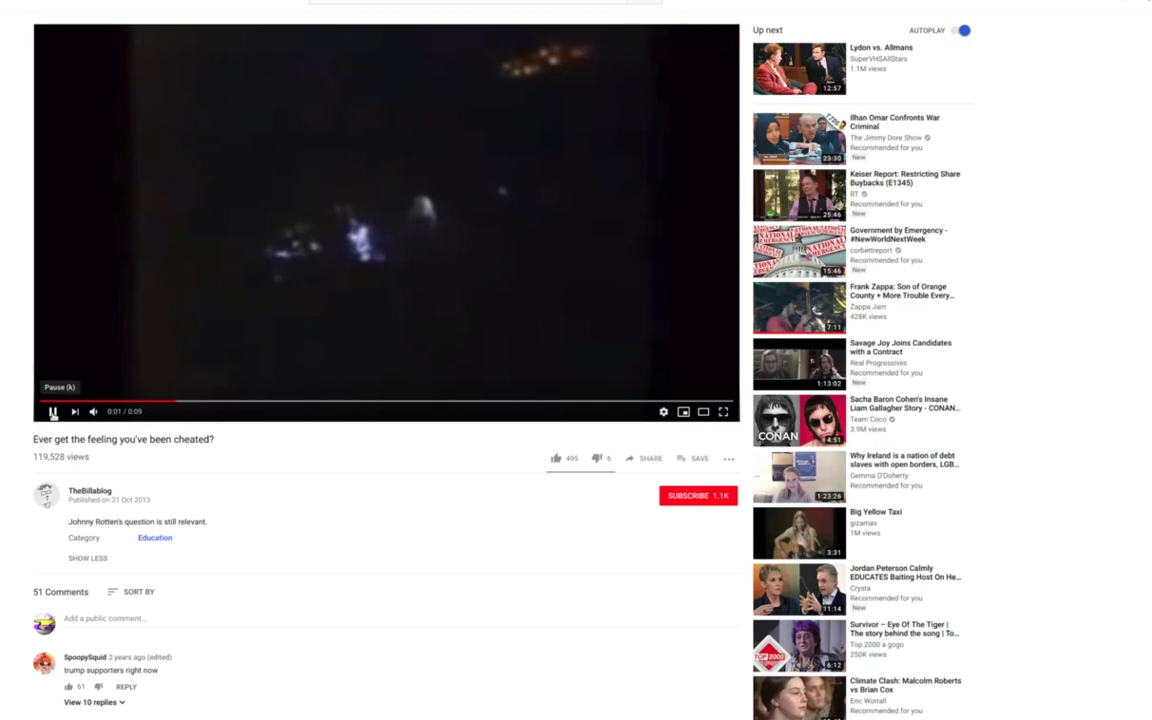 Up next
AUTOPLAY
Lydon vs. Allmans
SuperVHSAllStars
1.1M views
12:57
Ilhan Omar Confronts War
Criminal
The Jimmy Dore Show
Recommended for you
New
23:30
Keiser Report: Restricting Share
Buybacks (E1345)
RT
Recommended for you
New
25:46
Government by Emergency -
#NewWorldNextWeek
corbettreport
Recommended for you
New
NATIONAL
EMERGENCY
15:46
Frank Zappa: Son of Orange
County + More Trouble Every...
Zappa Jam
428K views
7:11
Savage Joy Joins Candidates
with a Contract
Real Progressives
Recommended for you
New
1:13:02
Sacha Baron Cohen's Insane
Liam Gallagher Story - CONAN...
Team Coco
3.9M views
CONAN
4:51
Why Ireland is a nation of debt
slaves with open borders, LGB...
Gemma O'Doherty
Recommended for you
1:23:26
Big Yellow Taxi
gizamax
1M views
3:31
Jordan Peterson Calmly
EDUCATES Baiting Host On He...
Crysta
Recommended for you
New
11:14
Survivor – Eye Of The Tiger |
The story behind the song | To...
Top 2000 a gogo
250K views
TOP 2000
6:12
Climate Clash: Malcolm Roberts
vs Brian Cox
Eric Worrall
Recommended for you
Pause (k)
0:01 / 0:09
Ever get the feeling you've been cheated?
119,528 views
495
6
SHARE
SAVE
TheBillablog
Published on 31 Oct 2013
SUBSCRIBE 1.1K
Johnny Rotten's question is still relevant.
Category
Education
SHOW LESS
51 Comments
SORT BY
Add a public comment...
SpoopySquid 2 years ago (edited)
trump supporters right now
61
REPLY
View 10 replies